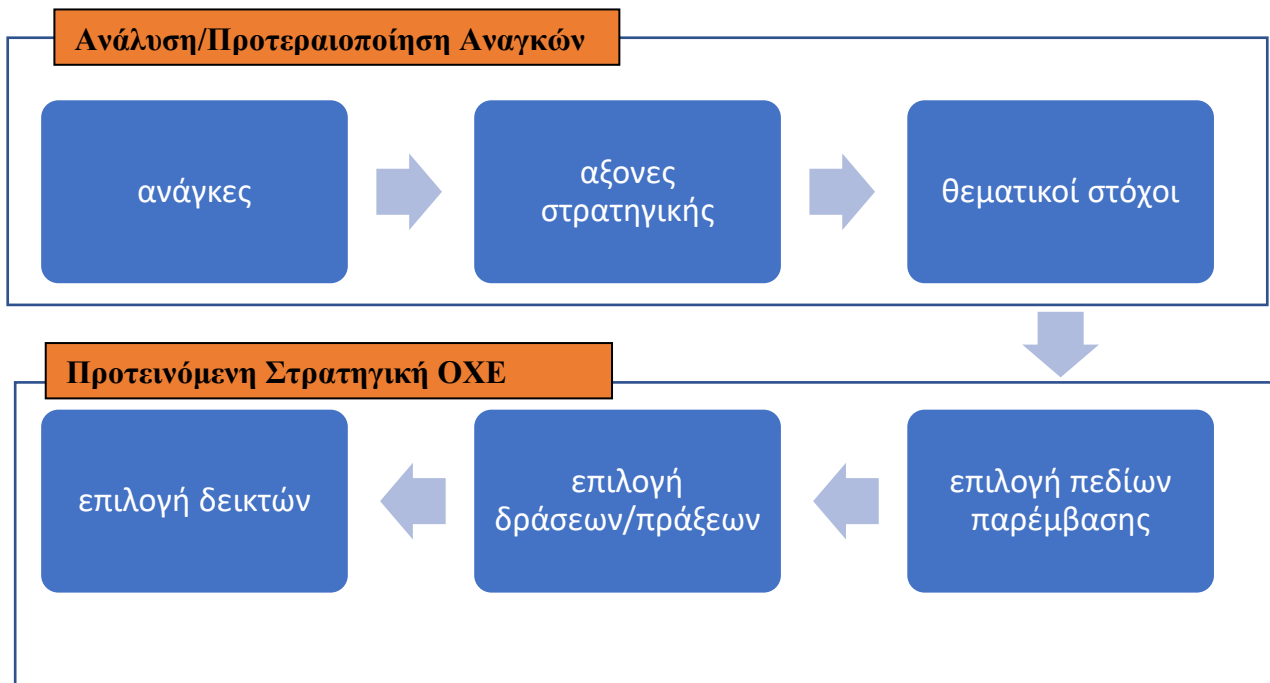 Ανάλυση/Προτεραιοποίηση Αναγκών
ανάγκες
αξονες
στρατηγικής
θεματικοί στόχοι
Προτεινόμενη Στρατηγική ΟΧΕ
επιλογή δεικτών
επιλογή
δράσεων/πράξεων
επιλογή πεδίων
παρέμβασης